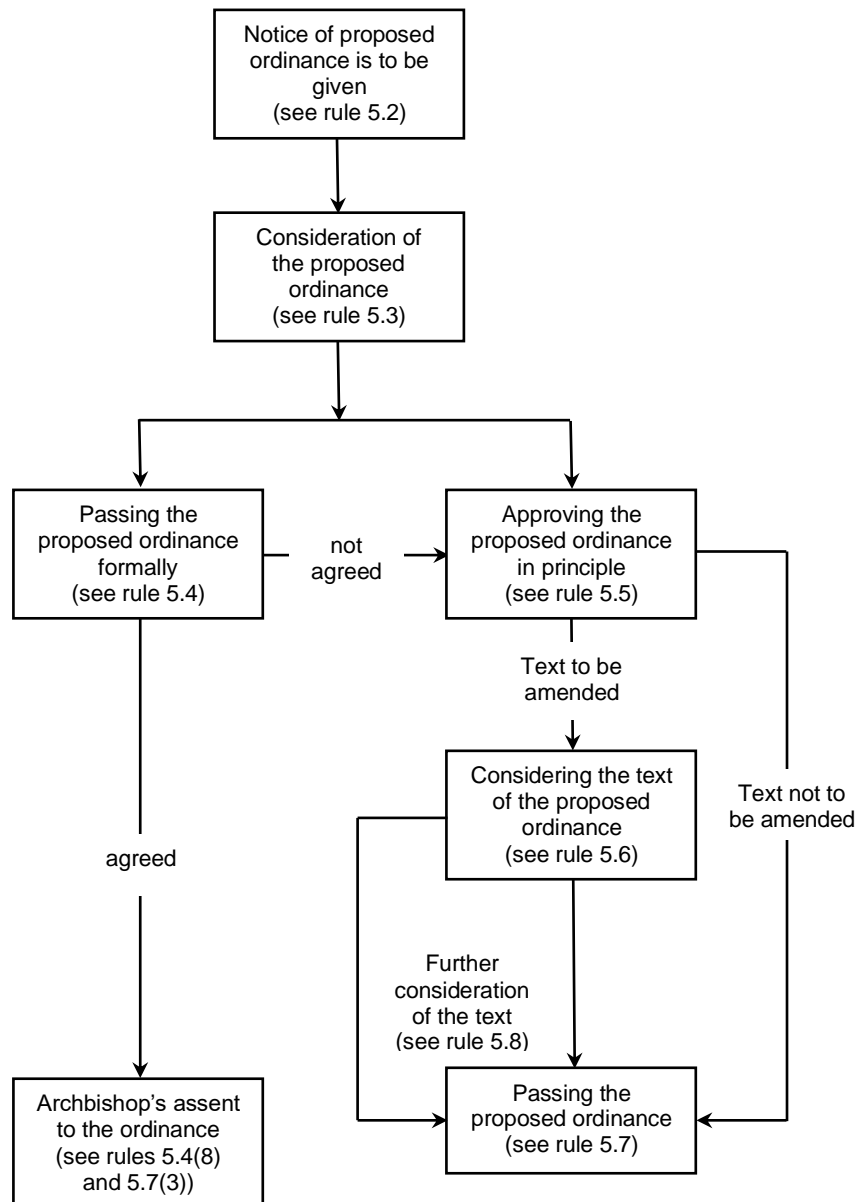 Notice of proposed
ordinance is to be
given
(see rule 5.2)
Consideration of
the proposed
ordinance
(see rule 5.3)
Passing the
proposed ordinance
formally
(see rule 5.4)
not
agreed
Approving the
proposed ordinance
in principle
(see rule 5.5)
Text to be
amended
Considering the text
of the proposed
ordinance
(see rule 5.6)
Text not to
be amended
agreed
Further
consideration
of the text
(see rule 5.8)
Archbishop’s assent
to the ordinance
(see rules 5.4(8)
and 5.7(3))
Passing the
proposed ordinance
(see rule 5.7)